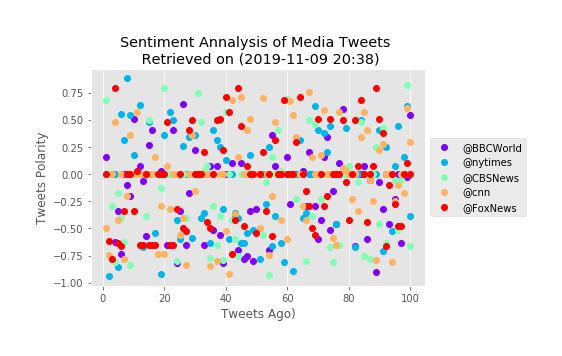 Sentiment Annalysis of Media Tweets
Retrieved on (2019-11-09 20:38)
Tweets Polarity
0.75
0.50
0.25
0.00
−0.25
−0.50
−0.75
−1.00
0
20
40
60
80
100
Tweets Ago)
@BBCWorld
@nytimes
@CBSNews
@cnn
@FoxNews